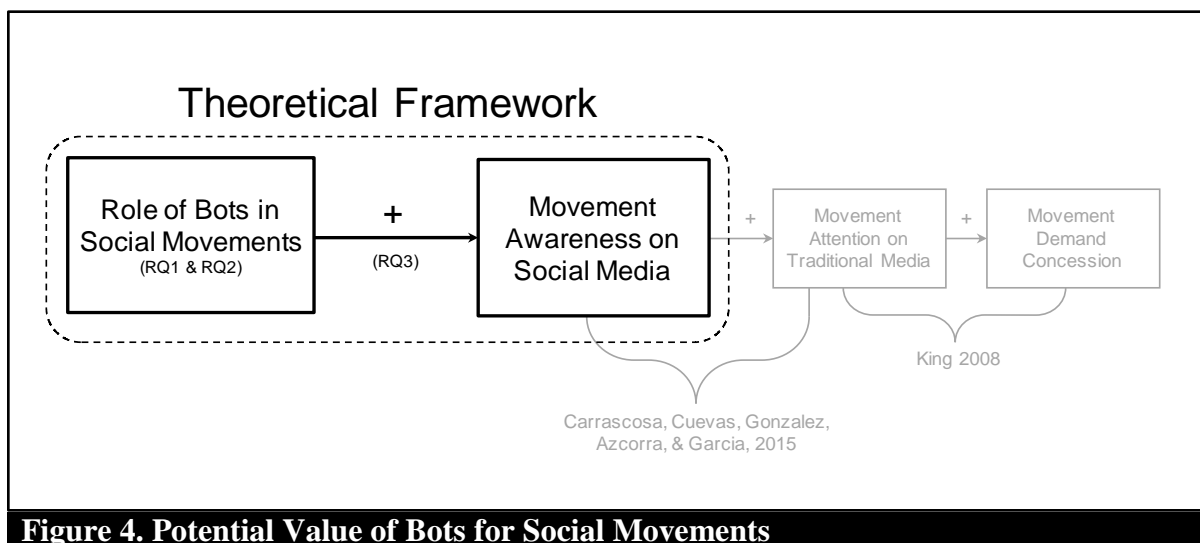 Theoretical Framework
Role of Bots in
Social Movements
(RQ1 & RQ2)
+
(RQ3)
Movement
Awareness on
Social Media
+
Movement
Attention on
Traditional Media
+
Movement
Demand
Concession
King 2008
Carrascosa, Cuevas, Gonzalez,
Azcorra, & Garcia, 2015
Figure 4. Potential Value of Bots for Social Movements